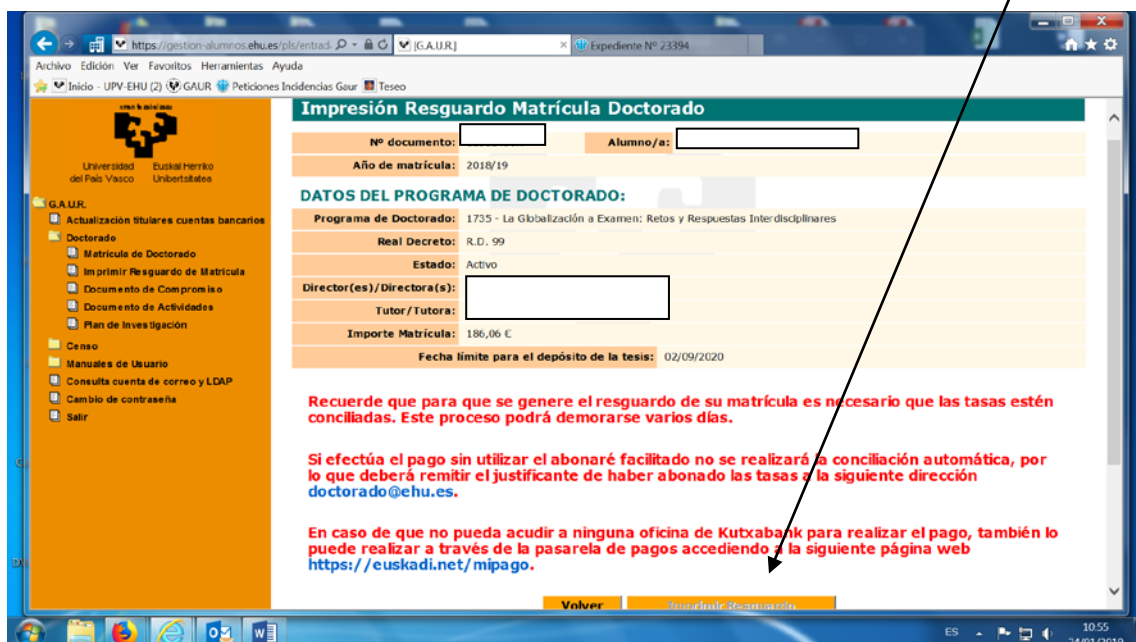 https://gestion-alumnos.ehu.es/pls/entrad
[G.A.U.R.]
Expediente Nº 23394
Archivo Edición Ver Favoritos Herramientas Ayuda
Inicio - UPV-EHU (2) GAUR Peticiones Incidencias Gaur Teseo
Universidad del País Vasco
Euskal Herriko Unibertsitatea
G.A.U.R.
Actualización titulares cuentas bancarios
Doctorado
Matrícula de Doctorado
Imprimir Resguardo de Matrícula
Documento de Compromiso
Documento de Actividades
Plan de Investigación
Censo
Manuales de Usuario
Consulta cuenta de correo y LDAP
Cambio de contraseña
Salir
Impresión Resguardo Matrícula Doctorado
Nº documento: Alumno/a:
Año de matrícula: 2018/19
DATOS DEL PROGRAMA DE DOCTORADO:
Programa de Doctorado: 1735 - La Globalización a Examen: Retos y Respuestas Interdisciplinares
Real Decreto: R.D. 99
Estado: Activo
Director(es)/Directora(s):
Tutor/Tutora:
Importe Matrícula: 186,06 €
Fecha límite para el depósito de la tesis: 02/09/2020
Recuerde que para que se genere el resguardo de su matrícula es necesario que las tasas estén
conciliadas. Este proceso podrá demorarse varios días.
Si efectúa el pago sin utilizar el abonaré facilitado no se realizará la conciliación automática, por
lo que deberá remitir el justificante de haber abonado las tasas a la siguiente dirección
doctorado@ehu.es.
En caso de que no pueda acudir a ninguna oficina de Kutxabank para realizar el pago, también lo
puede realizar a través de la pasarela de pagos accediendo a la siguiente página web
https://euskadi.net/mipago.
Volver Imprimir Resguardo
ES 10:55
24/01/2019